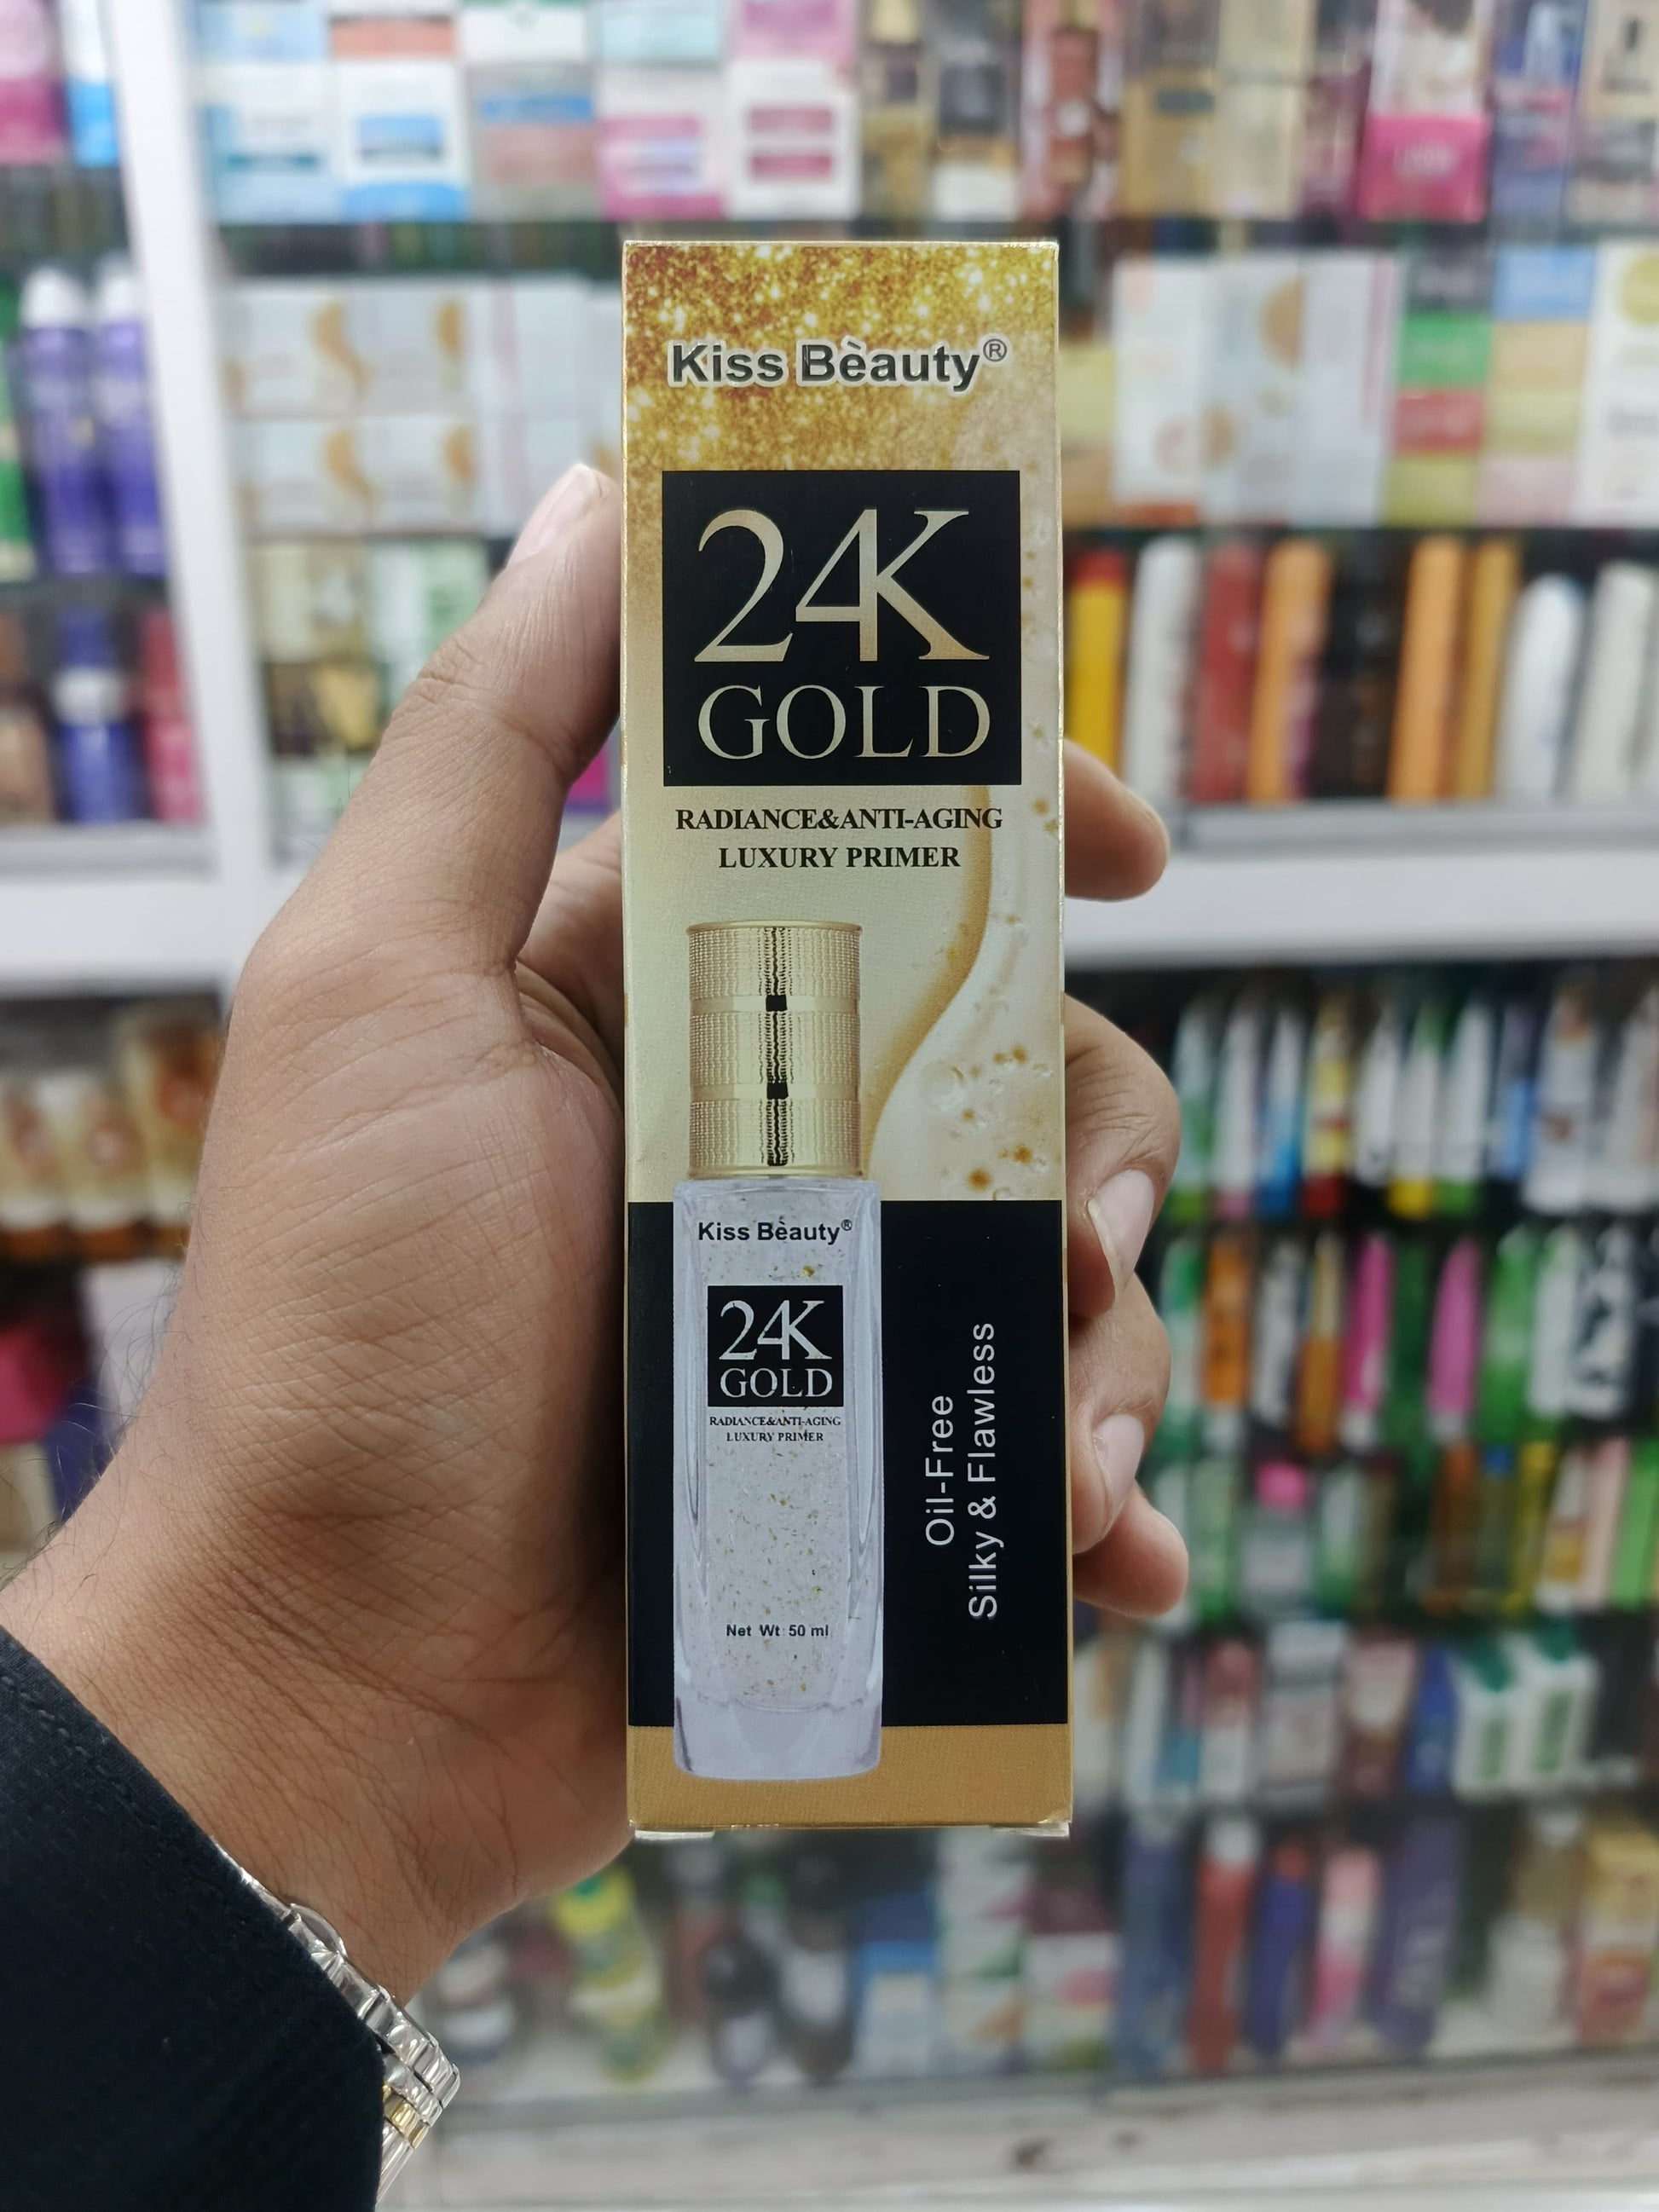 Kiss Bèauty®
24K
GOLD
RADIANCE&ANTI-AGING
LUXURY PRIMER
Kiss Bèauty®
24K
GOLD
RADIANCE&ANTI-AGING
LUXURY PRIMER
Net Wt 50 ml
Oil-Free
Silky & Flawless